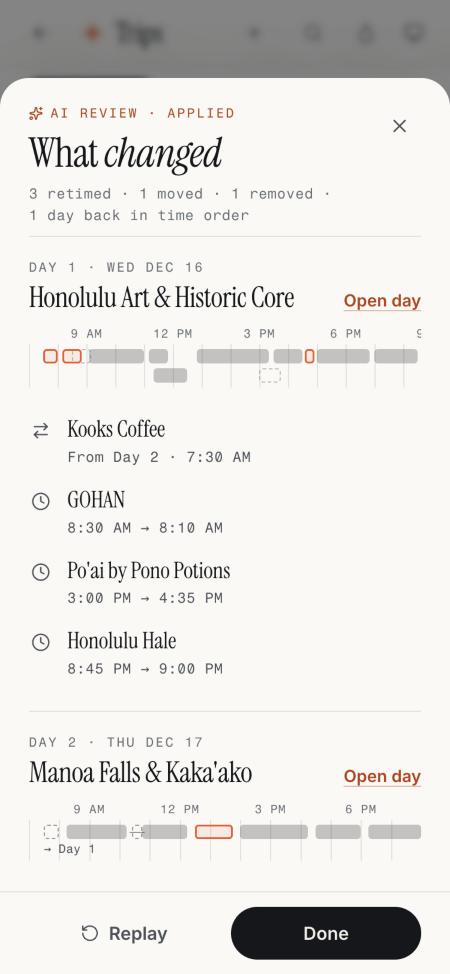 Trips
AI REVIEW · APPLIED
What changed
3 retimed · 1 moved · 1 removed ·
1 day back in time order
DAY 1 · WED DEC 16
Honolulu Art & Historic Core
Open day
9 AM 12 PM 3 PM 6 PM
Kooks Coffee
From Day 2 · 7:30 AM
GOHAN
8:30 AM → 8:10 AM
Po'ai by Pono Potions
3:00 PM → 4:35 PM
Honolulu Hale
8:45 PM → 9:00 PM
DAY 2 · THU DEC 17
Manoa Falls & Kaka'ako
Open day
9 AM 12 PM 3 PM 6 PM
→ Day 1
Replay
Done